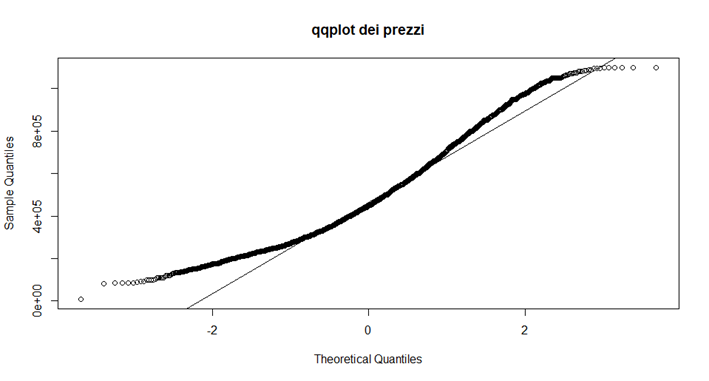 qqplot dei prezzi
Sample Quantiles
8e+05
4e+05
0e+00
-2
0
2
Theoretical Quantiles